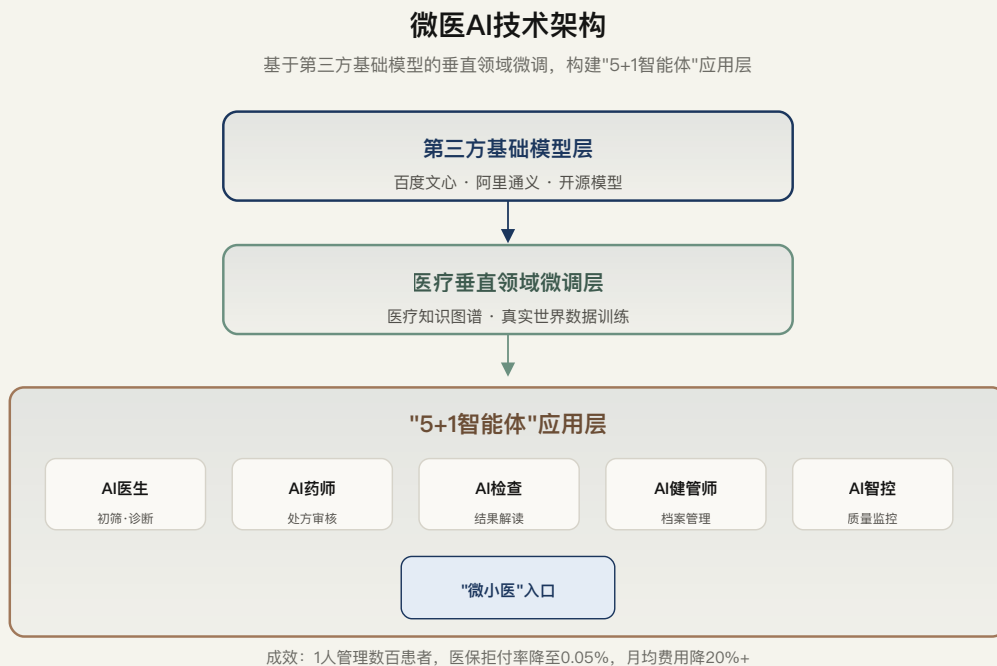 微医AI技术架构
基于第三方基础模型的垂直领域微调，构建"5+1智能体"应用层
第三方基础模型层
百度文心 · 阿里通义 · 开源模型
医疗垂直领域微调层
医疗知识图谱 · 真实世界数据训练
"5+1智能体"应用层
AI医生
初筛·诊断
AI药师
处方审核
AI检查
结果解读
AI健管师
档案管理
AI智控
质量监控
"微小医"入口
成效：1人管理数百患者，医保拒付率降至0.05%，月均费用降20%+